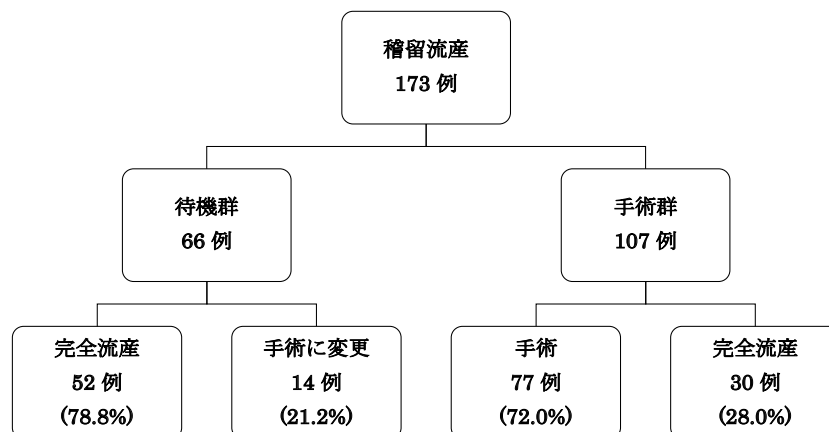 稽留流産
173 例
待機群
66 例
手術群
107 例
完全流産
52 例
(78.8%)
手術に変更
14 例
(21.2%)
手術
77 例
(72.0%)
完全流産
30 例
(28.0%)